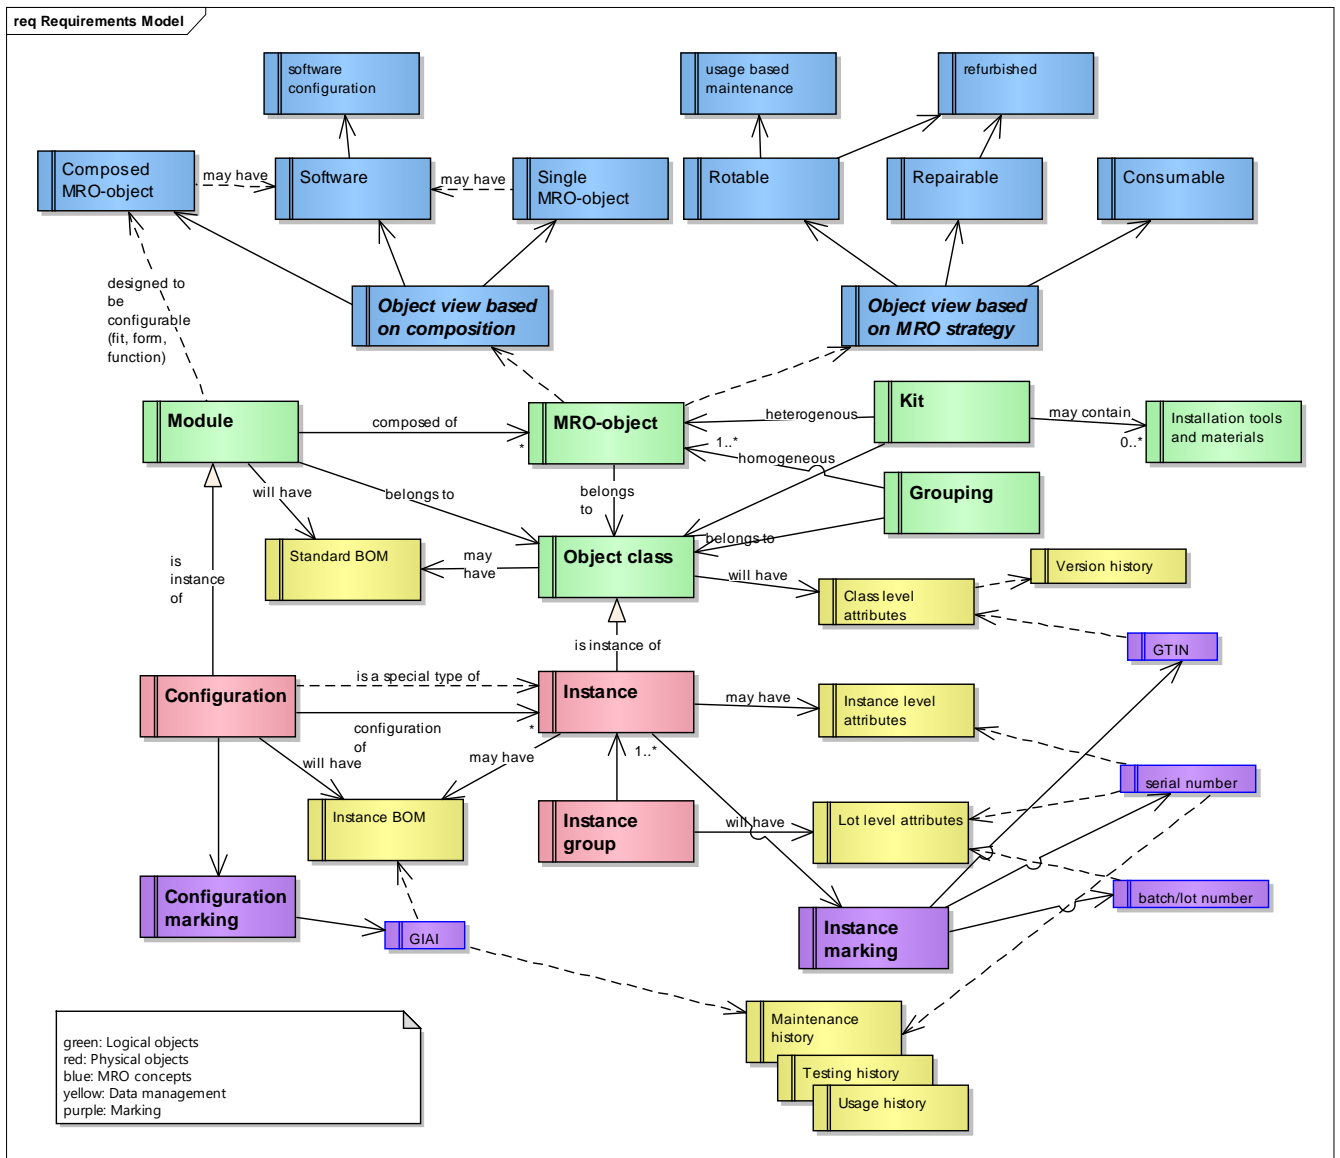 req Requirements Model
software
configuration
usage based
maintenance
refurbished
Composed
MRO-object
may have
Software
may have
Single
MRO-object
Rotable
Repairable
Consumable
designed to
be
configurable
(fit, form,
function)
Object view based
on composition
Object view based
on MRO strategy
Module
composed of
*
MRO-object
heterogenous
1..*
homogeneous
Kit
may contain
0..*
Installation tools
and materials
will have
belongs to
belongs
to
Grouping
belongs to
Standard BOM
may
have
Object class
will have
Class level
attributes
Version history
is
instance
of
is instance of
GTIN
Configuration
is a special type of
*
configuration
of
Instance
may have
Instance level
attributes
will have
may have
1..*
serial number
Instance BOM
Instance
group
will have
Lot level attributes
Configuration
marking
GIAI
Instance
marking
batch/lot number
Maintenance
history
Testing history
Usage history
green: Logical objects
red: Physical objects
blue: MRO concepts
yellow: Data management
purple: Marking